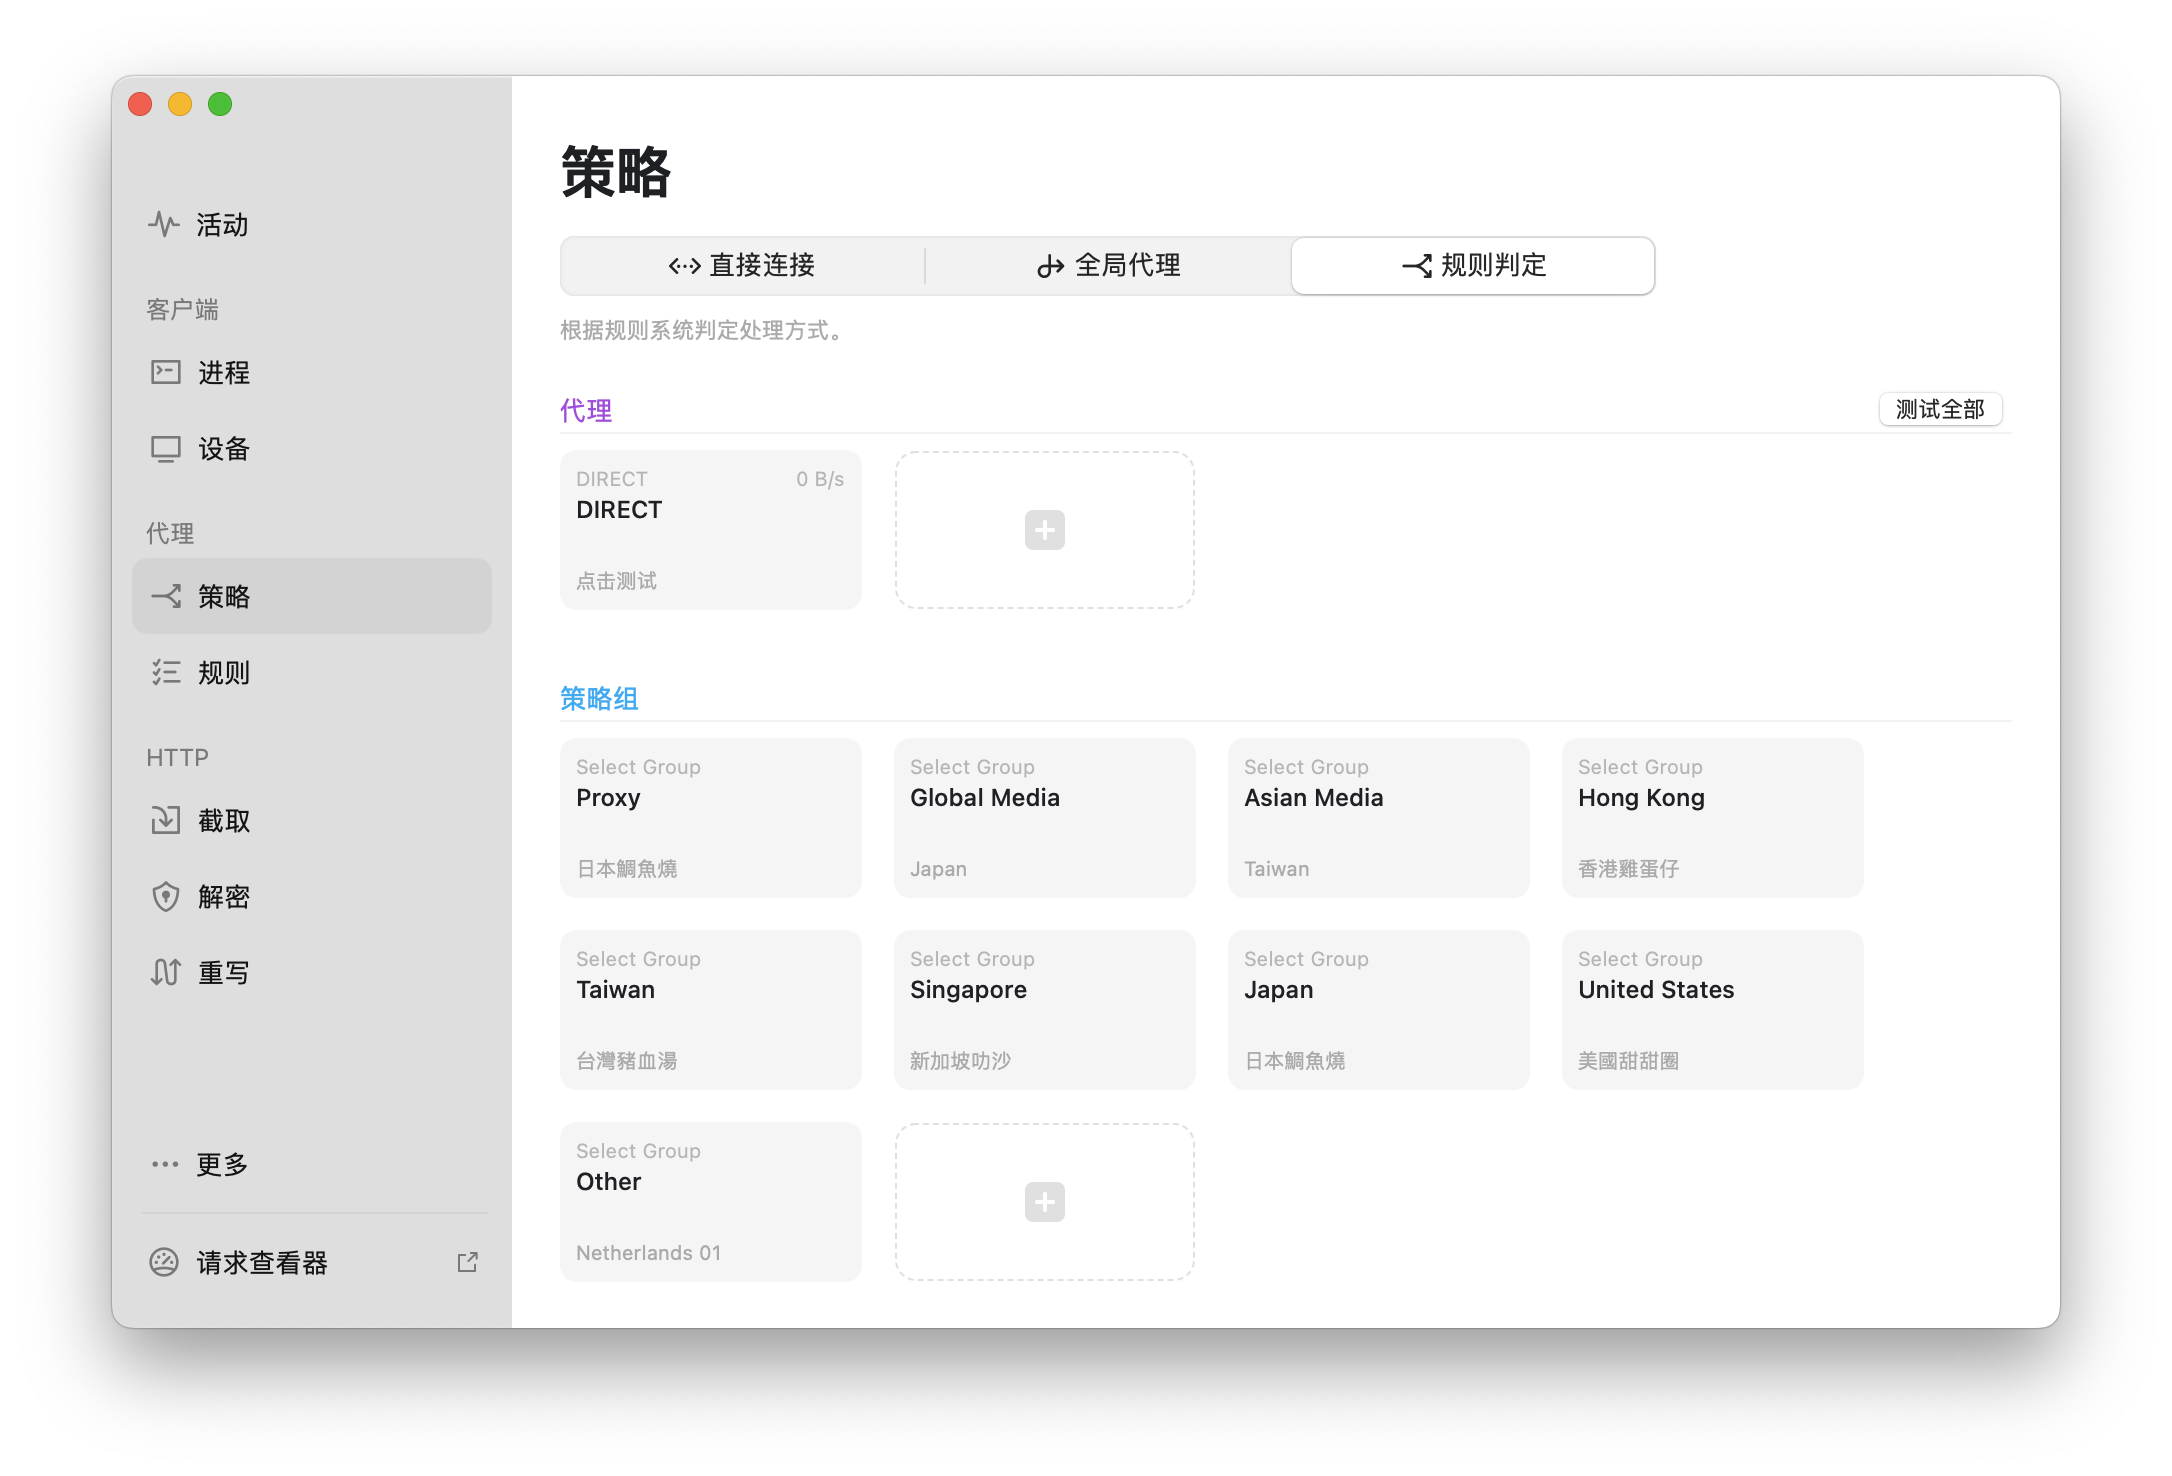 活动
客户端
进程
设备
代理
策略
规则
HTTP
截取
解密
重写
更多
请求查看器
策略
直接连接
全局代理
规则判定
根据规则系统判定处理方式。
代理
测试全部
DIRECT 0 B/s
DIRECT
点击测试
策略组
Select Group
Proxy
日本鯛魚燒
Select Group
Global Media
Japan
Select Group
Asian Media
Taiwan
Select Group
Hong Kong
香港雞蛋仔
Select Group
Taiwan
台灣豬血湯
Select Group
Singapore
新加坡叻沙
Select Group
Japan
日本鯛魚燒
Select Group
United States
美國甜甜圈
Select Group
Other
Netherlands 01